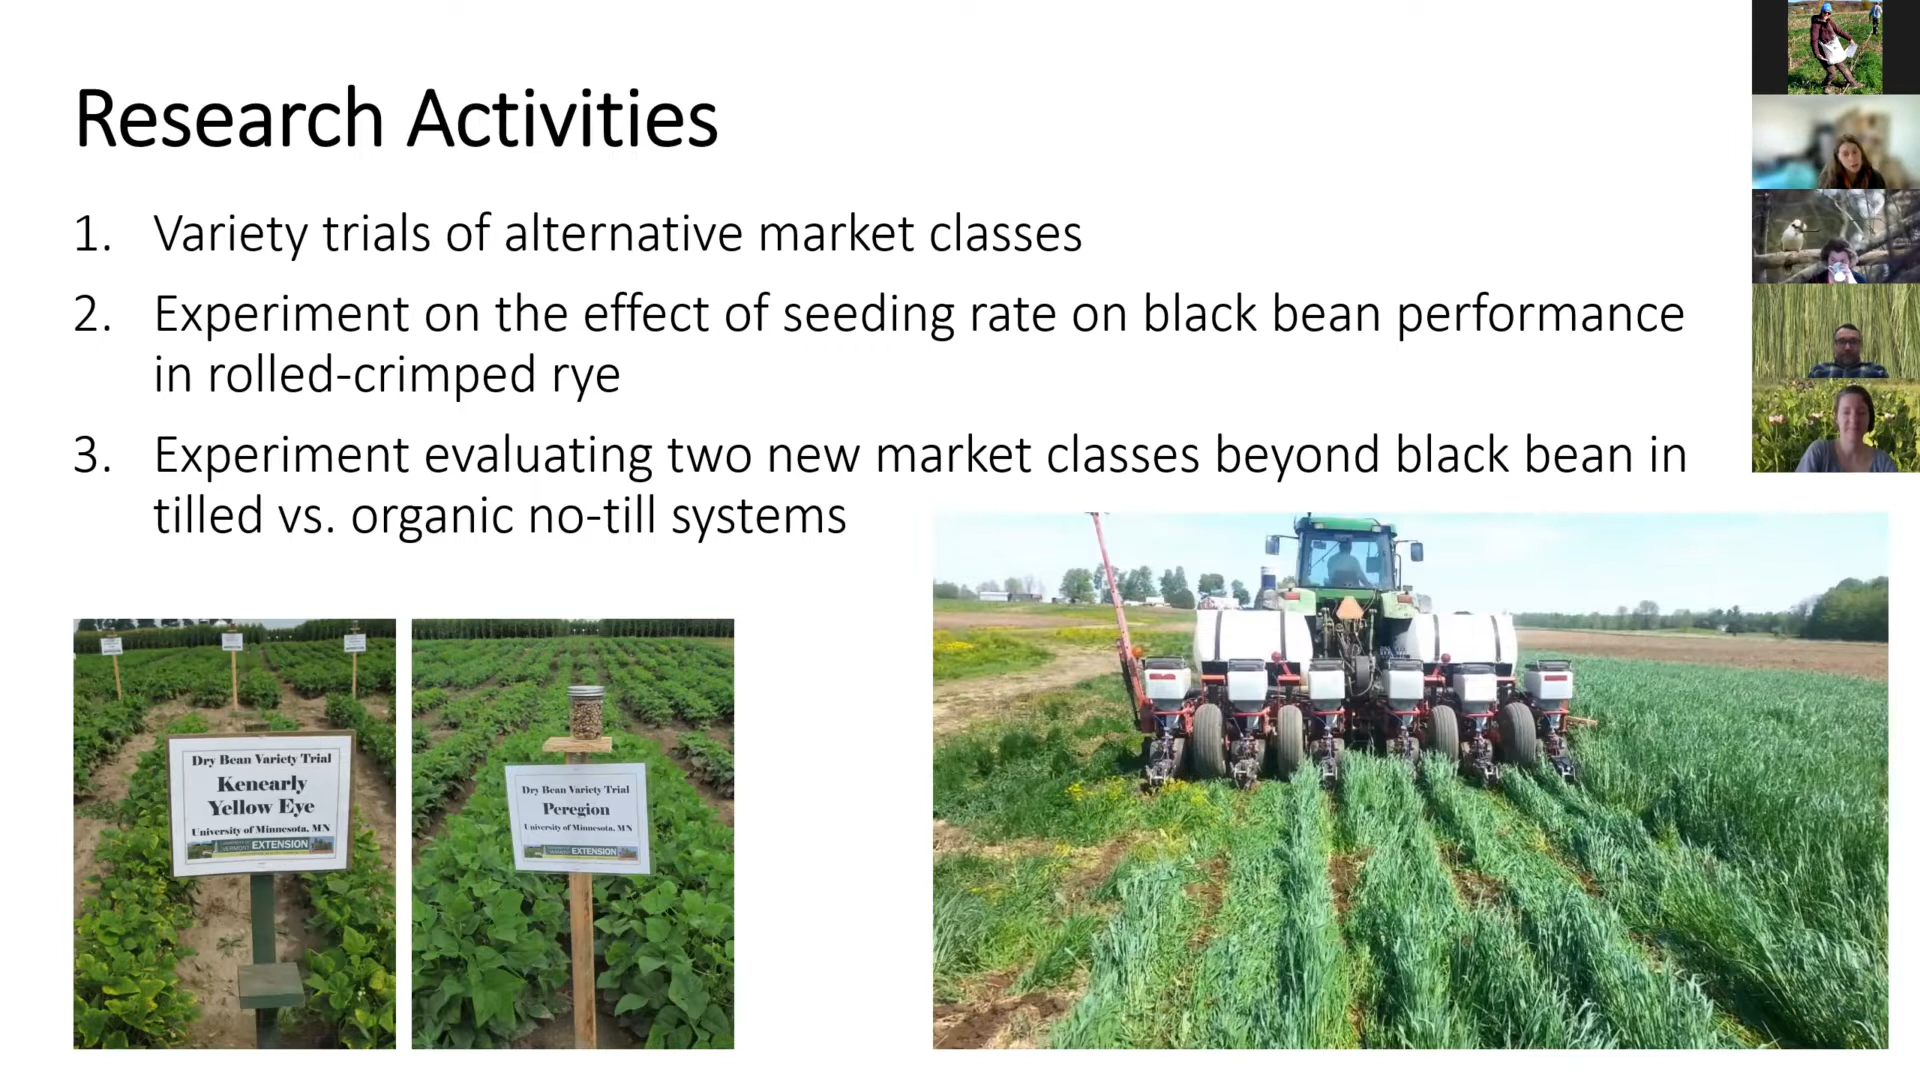 Research Activities
1. Variety trials of alternative market classes
2. Experiment on the effect of seeding rate on black bean performance
in rolled-crimped rye
3. Experiment evaluating two new market classes beyond black bean in
tilled vs. organic no-till systems
Dry Bean Variety Trial
Kenearly
Yellow Eye
University of Minnesota, MN
EXTENSION
Dry Bean Variety Trial
Peregion
University of Minnesota, MN
EXTENSION